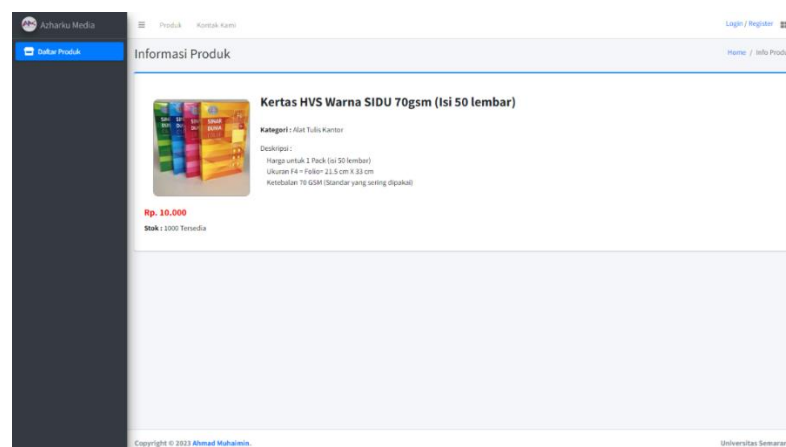 Azharku Media
Produk
Kontak Kami
Login / Register
Daftar Produk
Informasi Produk
Home / Info Produ
Kertas HVS Warna SIDU 70gsm (Isi 50 lembar)
Kategori : Alat Tulis Kantor
Deskripsi :
Harga untuk 1 Pack (isi 50 lembar)
Ukuran F4 = Folio= 21.5 cm X 33 cm
Ketebalan 70 GSM (Standar yang sering dipakai)
SINAR DUNIA
Rp. 10.000
Stok : 1000 Tersedia
Copyright © 2023 Ahmad Muhaimin.
Universitas Semaran